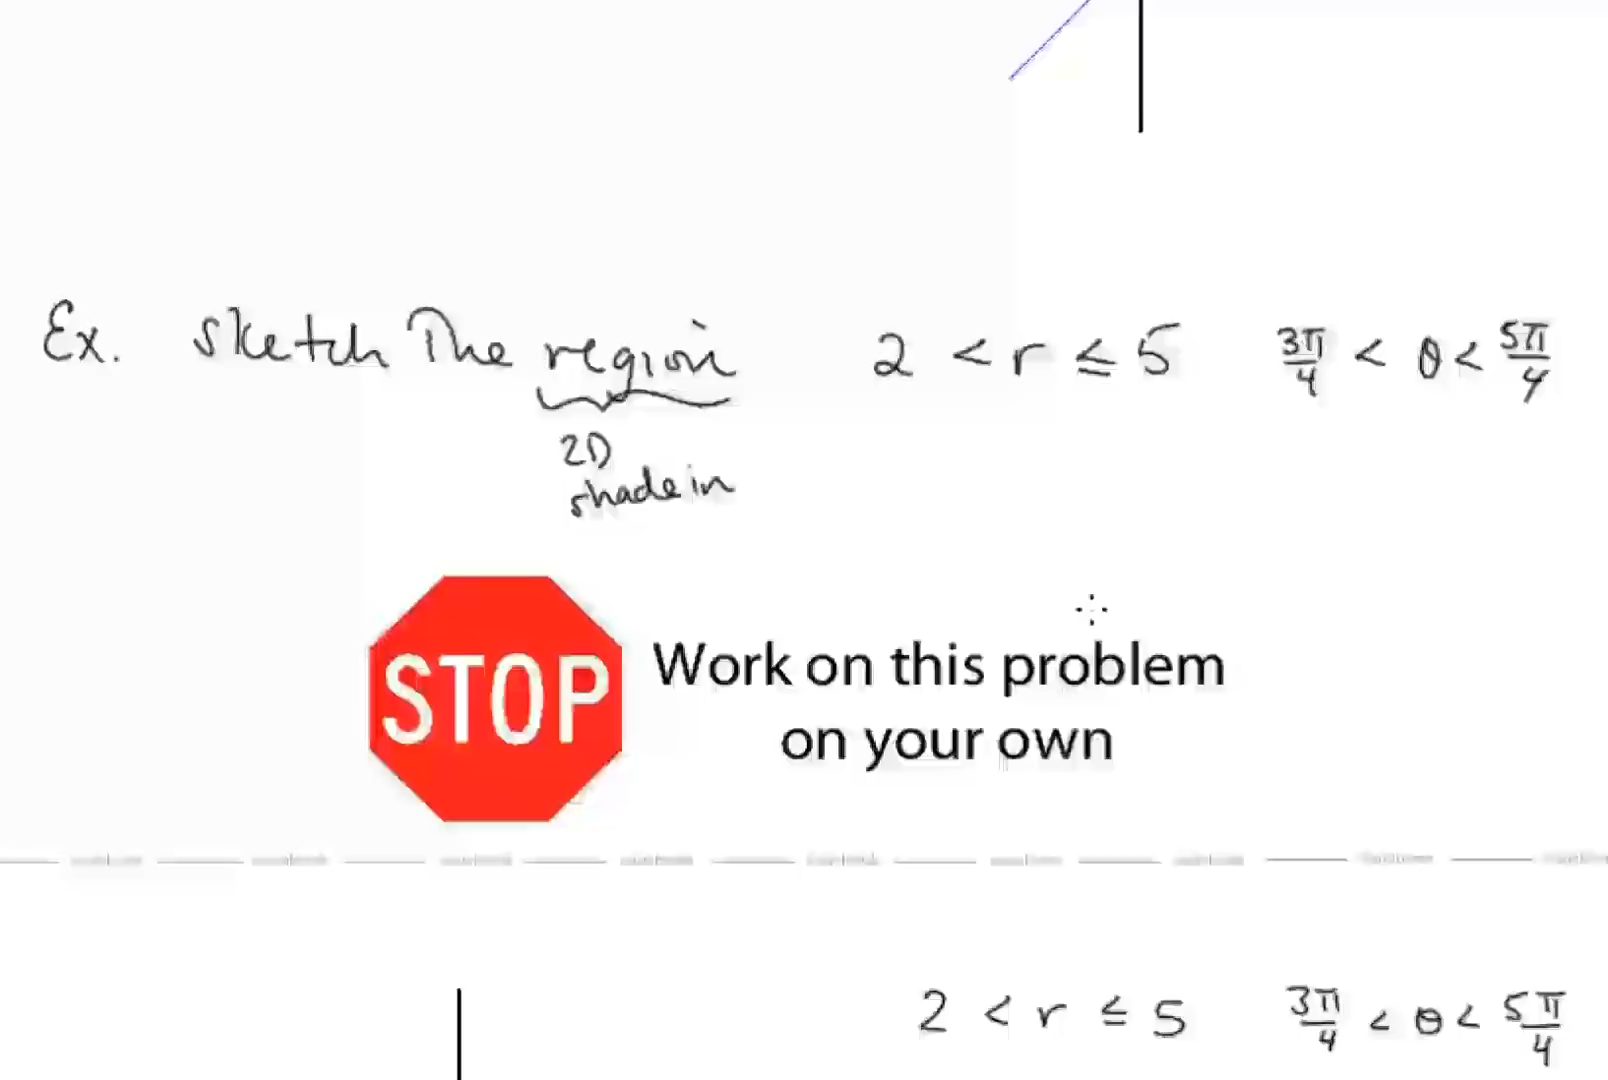 Ex. sketch The region 2 < r ≤ 5 3π/4 < θ < 5π/4
2D
shade in
STOP
Work on this problem
on your own
2 < r ≤ 5 3π/4 < θ < 5π/4